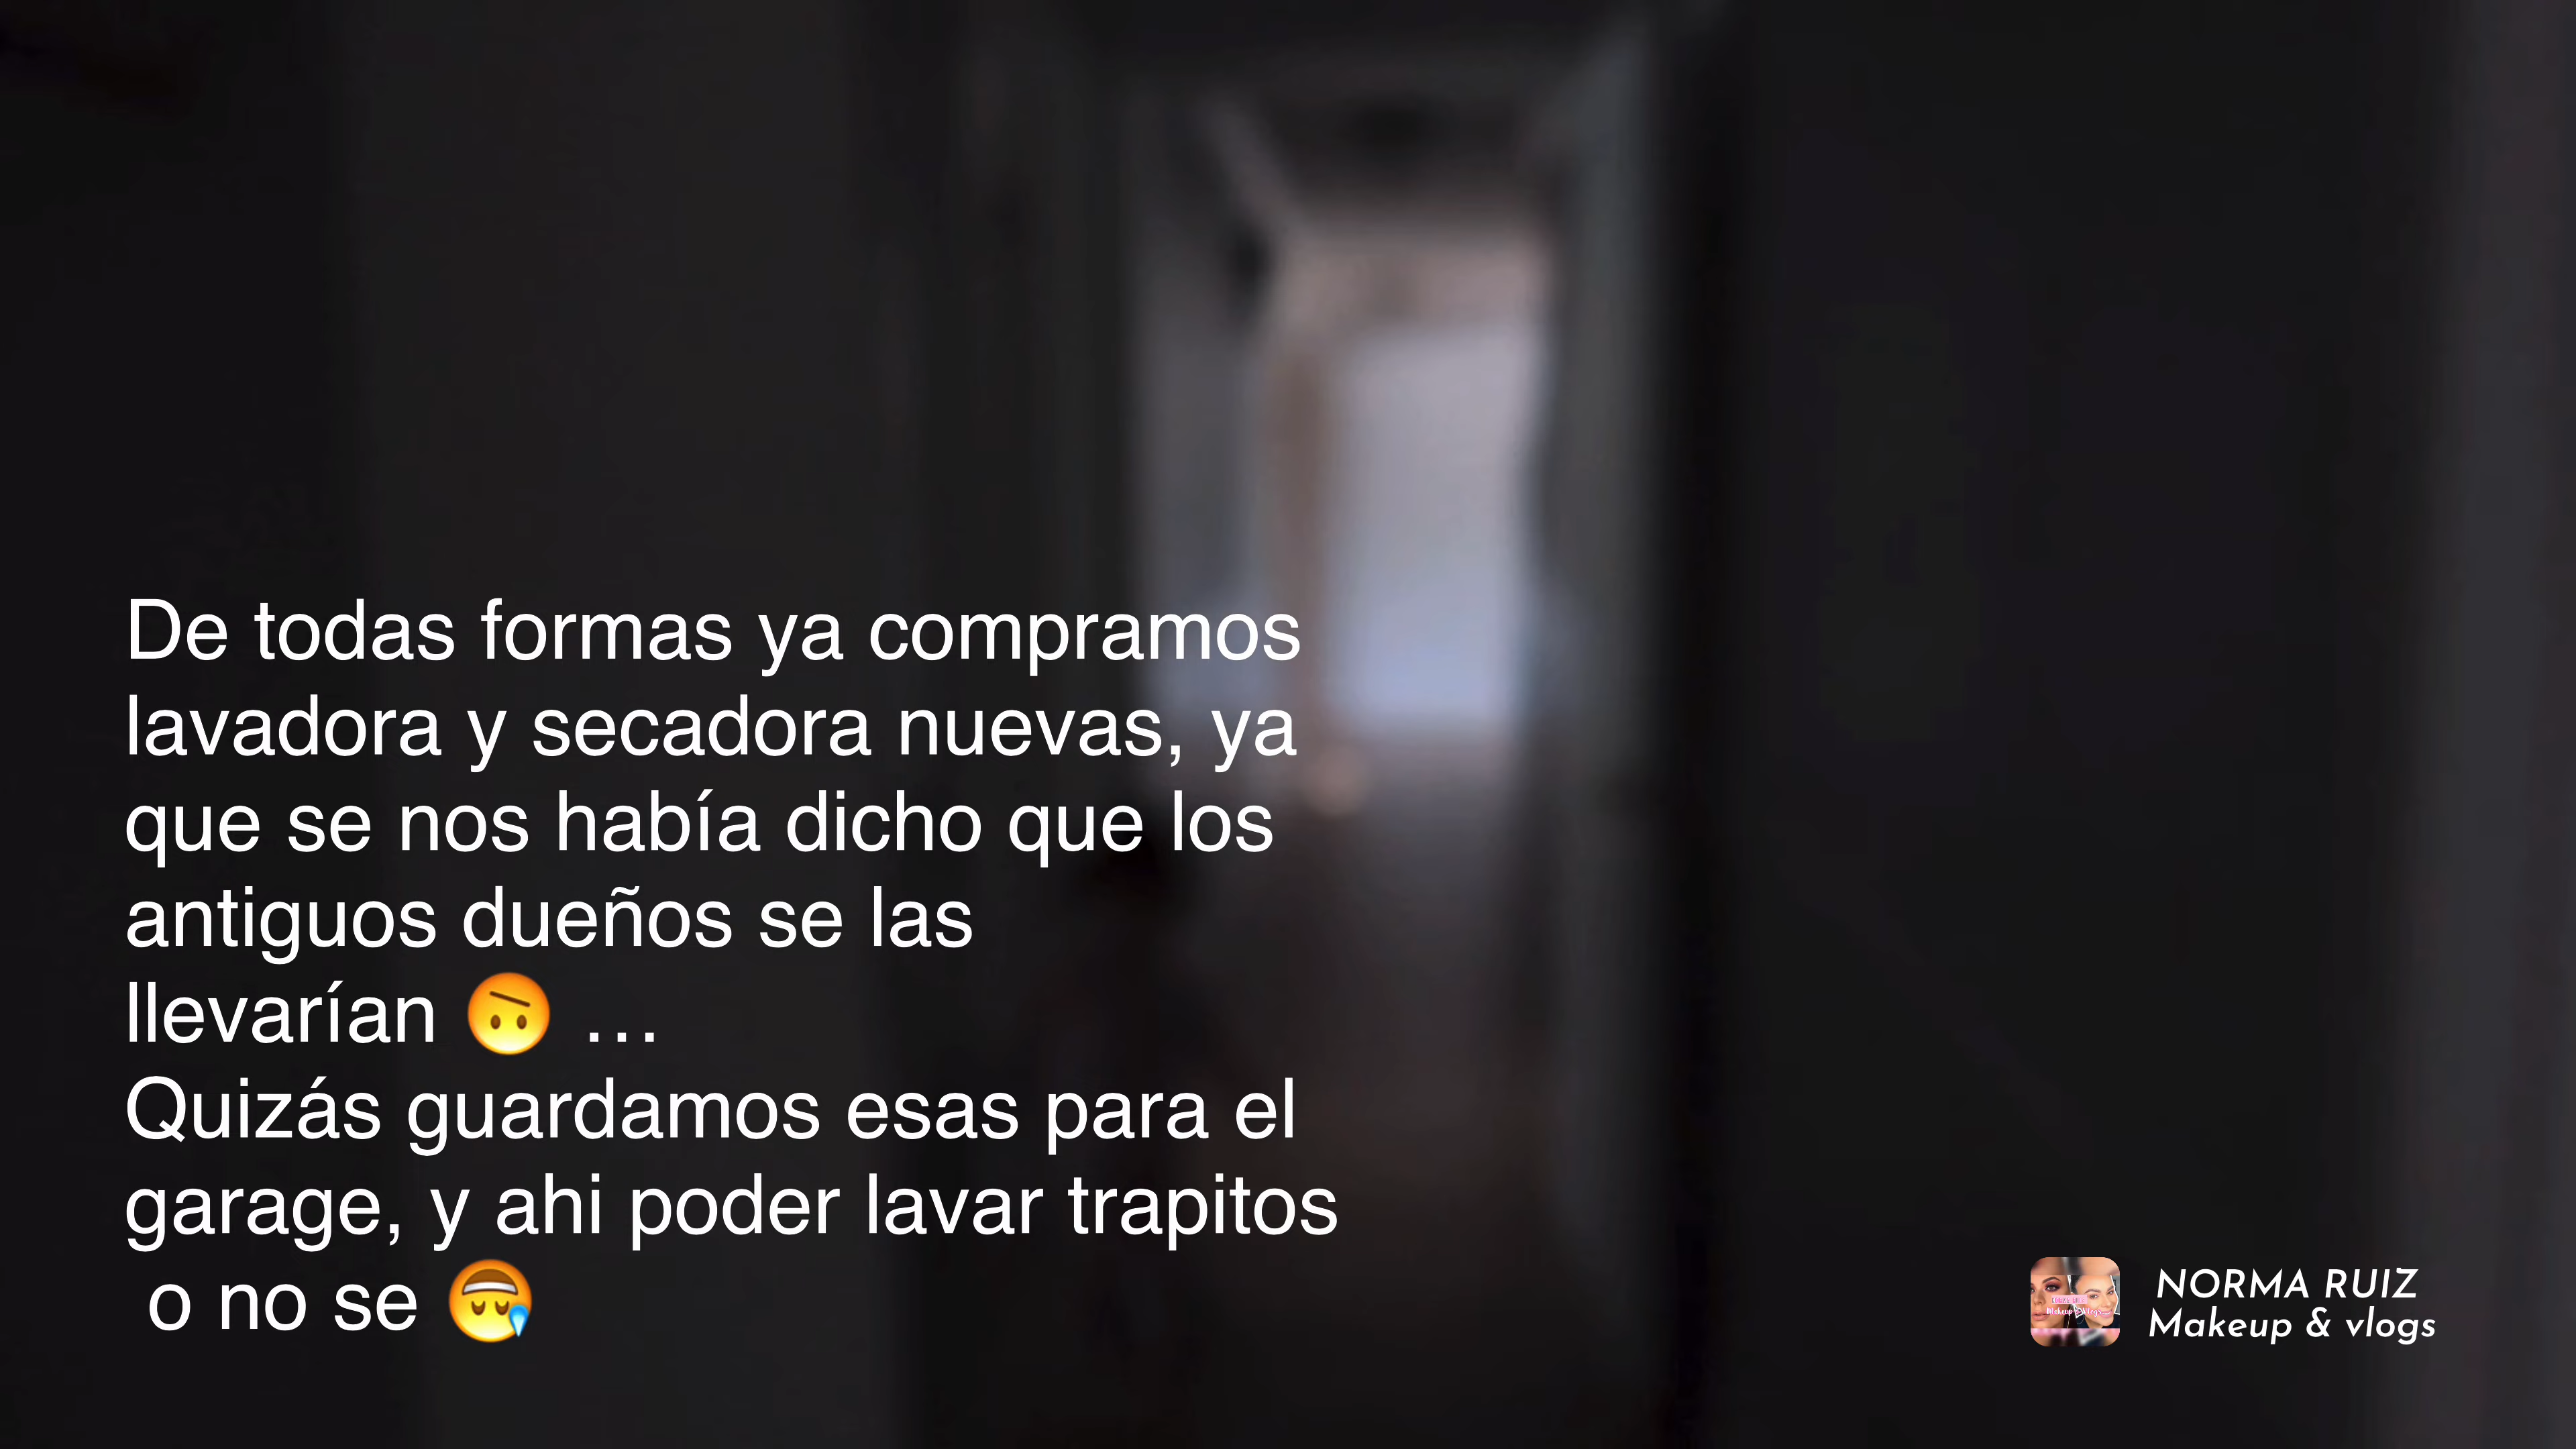 De todas formas ya compramos
lavadora y secadora nuevas, ya
que se nos había dicho que los
antiguos dueños se las
llevarían 🙃 ...
Quizás guardamos esas para el
garage, y ahi poder lavar trapitos
o no se 😅
NORMA RUIZ
Makeup & vlogs